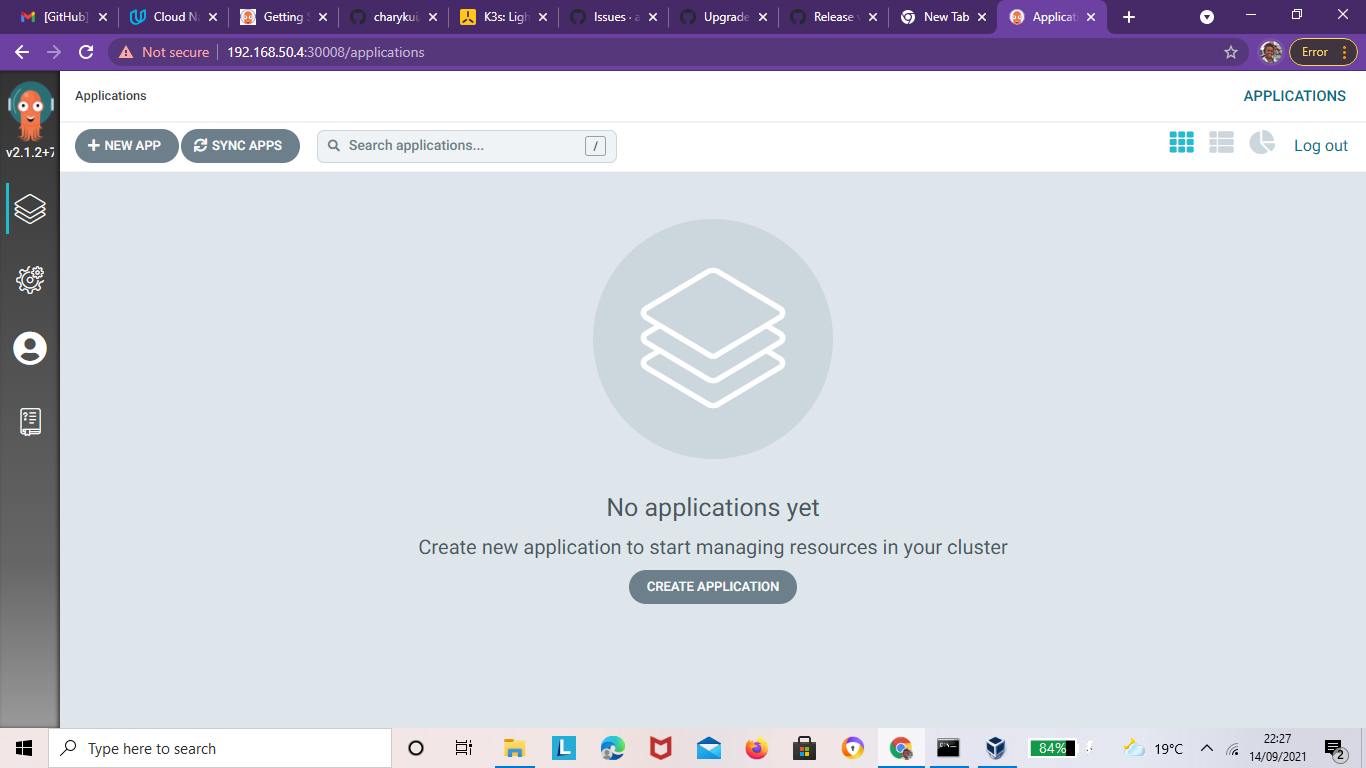 [GitHub]
Cloud N
Getting S
charykui
K3s: Ligh
Issues · a
Upgrade
Release
New Tab
Applicat
Not secure
192.168.50.4:30008/applications
Error
Applications
APPLICATIONS
v2.1.2+7
NEW APP
SYNC APPS
Search applications...
/
Log out
No applications yet
Create new application to start managing resources in your cluster
CREATE APPLICATION
Type here to search
L
84%
19°C
22:27
14/09/2021
2